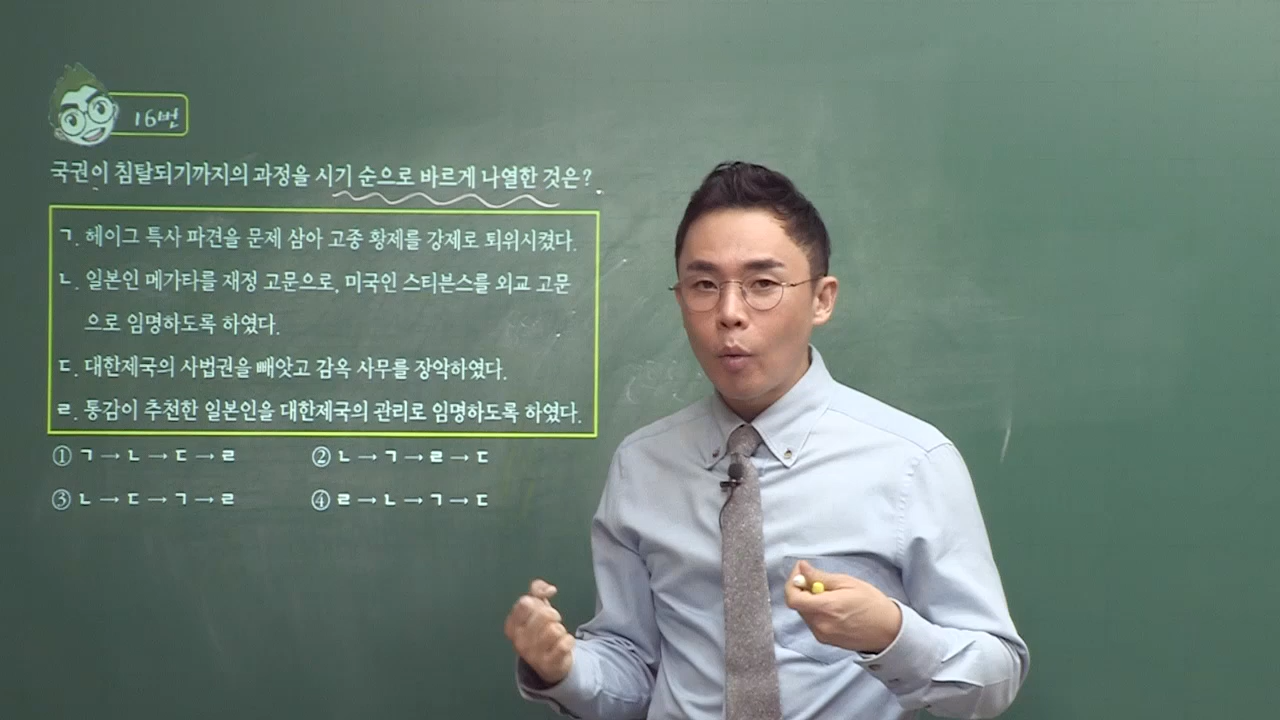 16번
국권이 침탈되기까지의 과정을 시기 순으로 바르게 나열한 것은?
ㄱ. 헤이그 특사 파견을 문제 삼아 고종 황제를 강제로 퇴위시켰다.
ㄴ. 일본인 메가타를 재정 고문으로, 미국인 스티븐스를 외교 고문
으로 임명하도록 하였다.
ㄷ. 대한제국의 사법권을 빼앗고 감옥 사무를 장악하였다.
ㄹ. 통감이 추천한 일본인을 대한제국의 관리로 임명하도록 하였다.
① ㄱ → ㄴ → ㄷ → ㄹ ② ㄴ → ㄱ → ㄹ → ㄷ
③ ㄴ → ㄷ → ㄱ → ㄹ ④ ㄹ → ㄴ → ㄱ → ㄷ